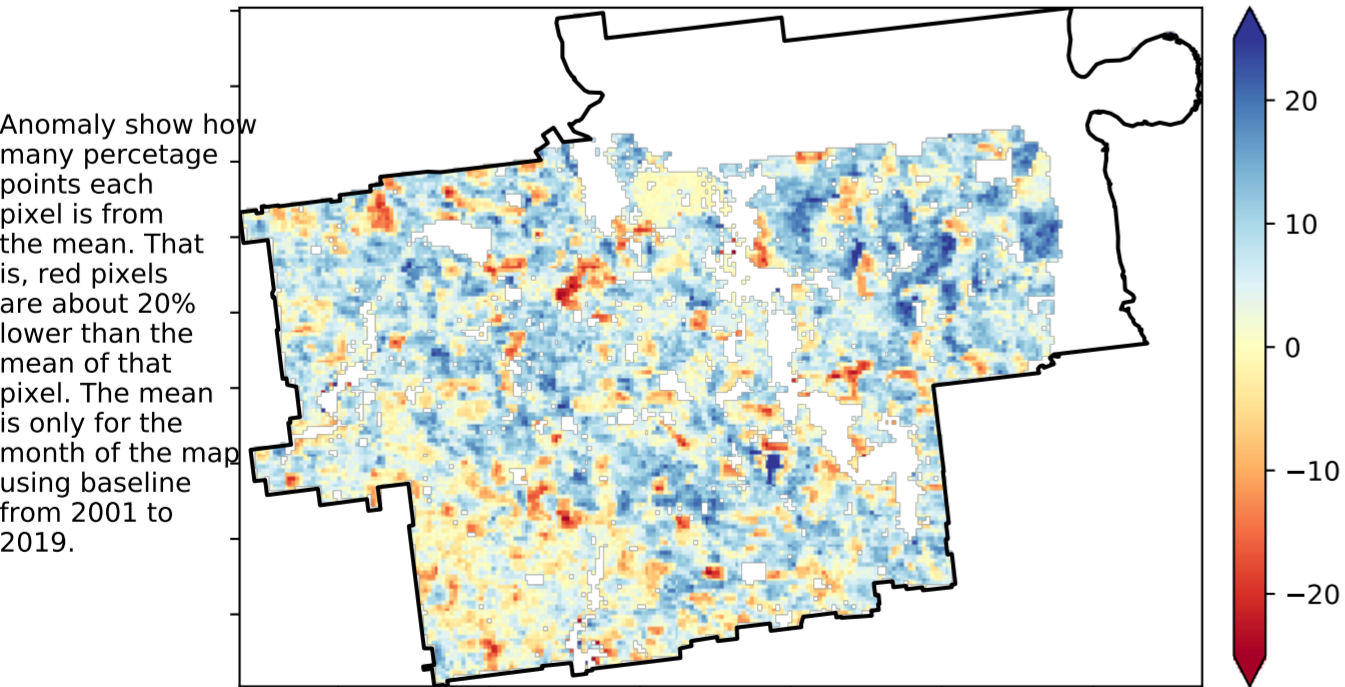 Anomaly show how
many percetage
points each
pixel is from
the mean. That
is, red pixels
are about 20%
lower than the
mean of that
pixel. The mean
is only for the
month of the map
using baseline
from 2001 to
2019.
20
10
0
−10
−20